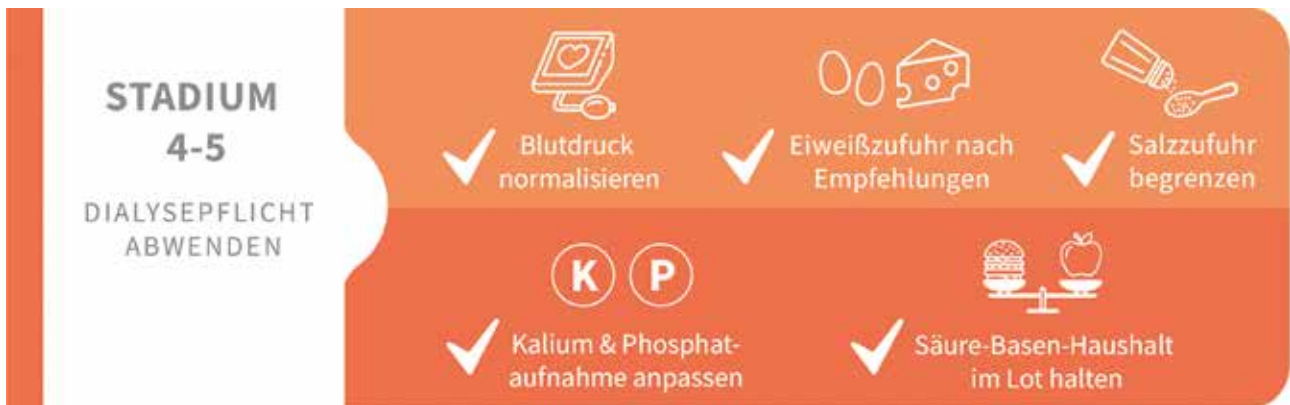 STADIUM
4-5
DIALYSEPFLICHT
ABWENDEN
Blutdruck
normalisieren
Eiweißzufuhr nach
Empfehlungen
Salzzufuhr
begrenzen
K P
Kalium & Phosphat-
aufnahme anpassen
Säure-Basen-Haushalt
im Lot halten